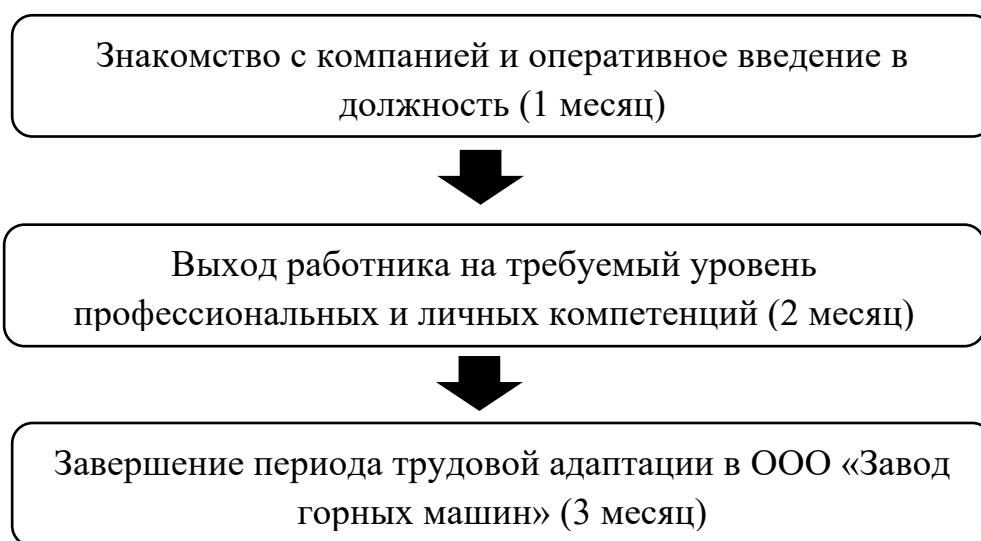 Знакомство с компанией и оперативное введение в
должность (1 месяц)
Выход работника на требуемый уровень
профессиональных и личных компетенций (2 месяц)
Завершение периода трудовой адаптации в ООО «Завод
горных машин» (3 месяц)